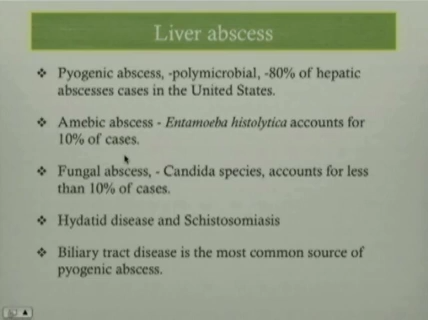 Liver abscess
Pyogenic abscess, -polymicrobial, -80% of hepatic
abscesses cases in the United States.
Amebic abscess - Entamoeba histolytica accounts for
10% of cases.
Fungal abscess, - Candida species, accounts for less
than 10% of cases.
Hydatid disease and Schistosomiasis
Biliary tract disease is the most common source of
pyogenic abscess.